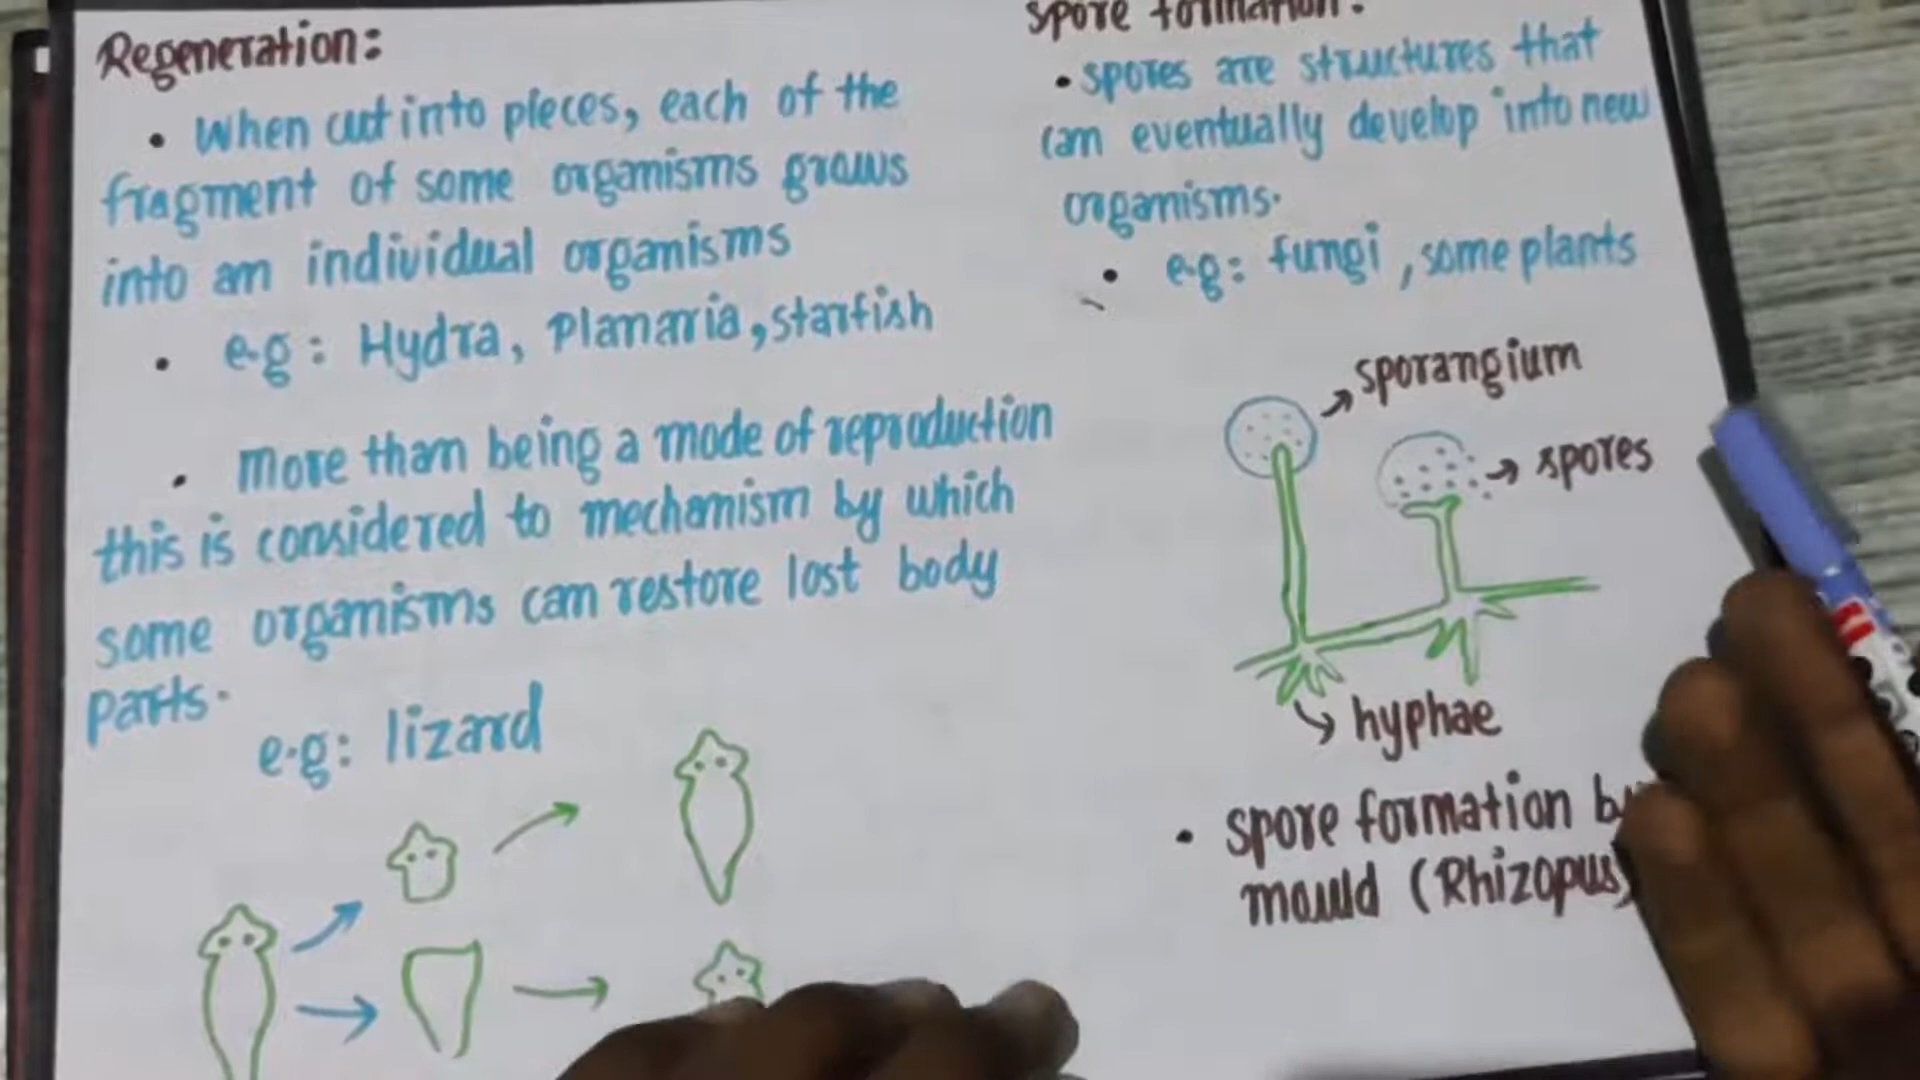 Regeneration:
• When cut into pieces, each of the
fragment of some organisms grows
into an individual organisms
• e.g: Hydra, Planaria, starfish
• More than being a mode of reproduction
this is considered to mechanism by which
some organisms can restore lost body
parts.
e.g: lizard
Spore formation:
• spores are structures that
can eventually develop into new
organisms.
• e.g: fungi, some plants
sporangium
spores
hyphae
• spore formation by
mould (Rhizopus)